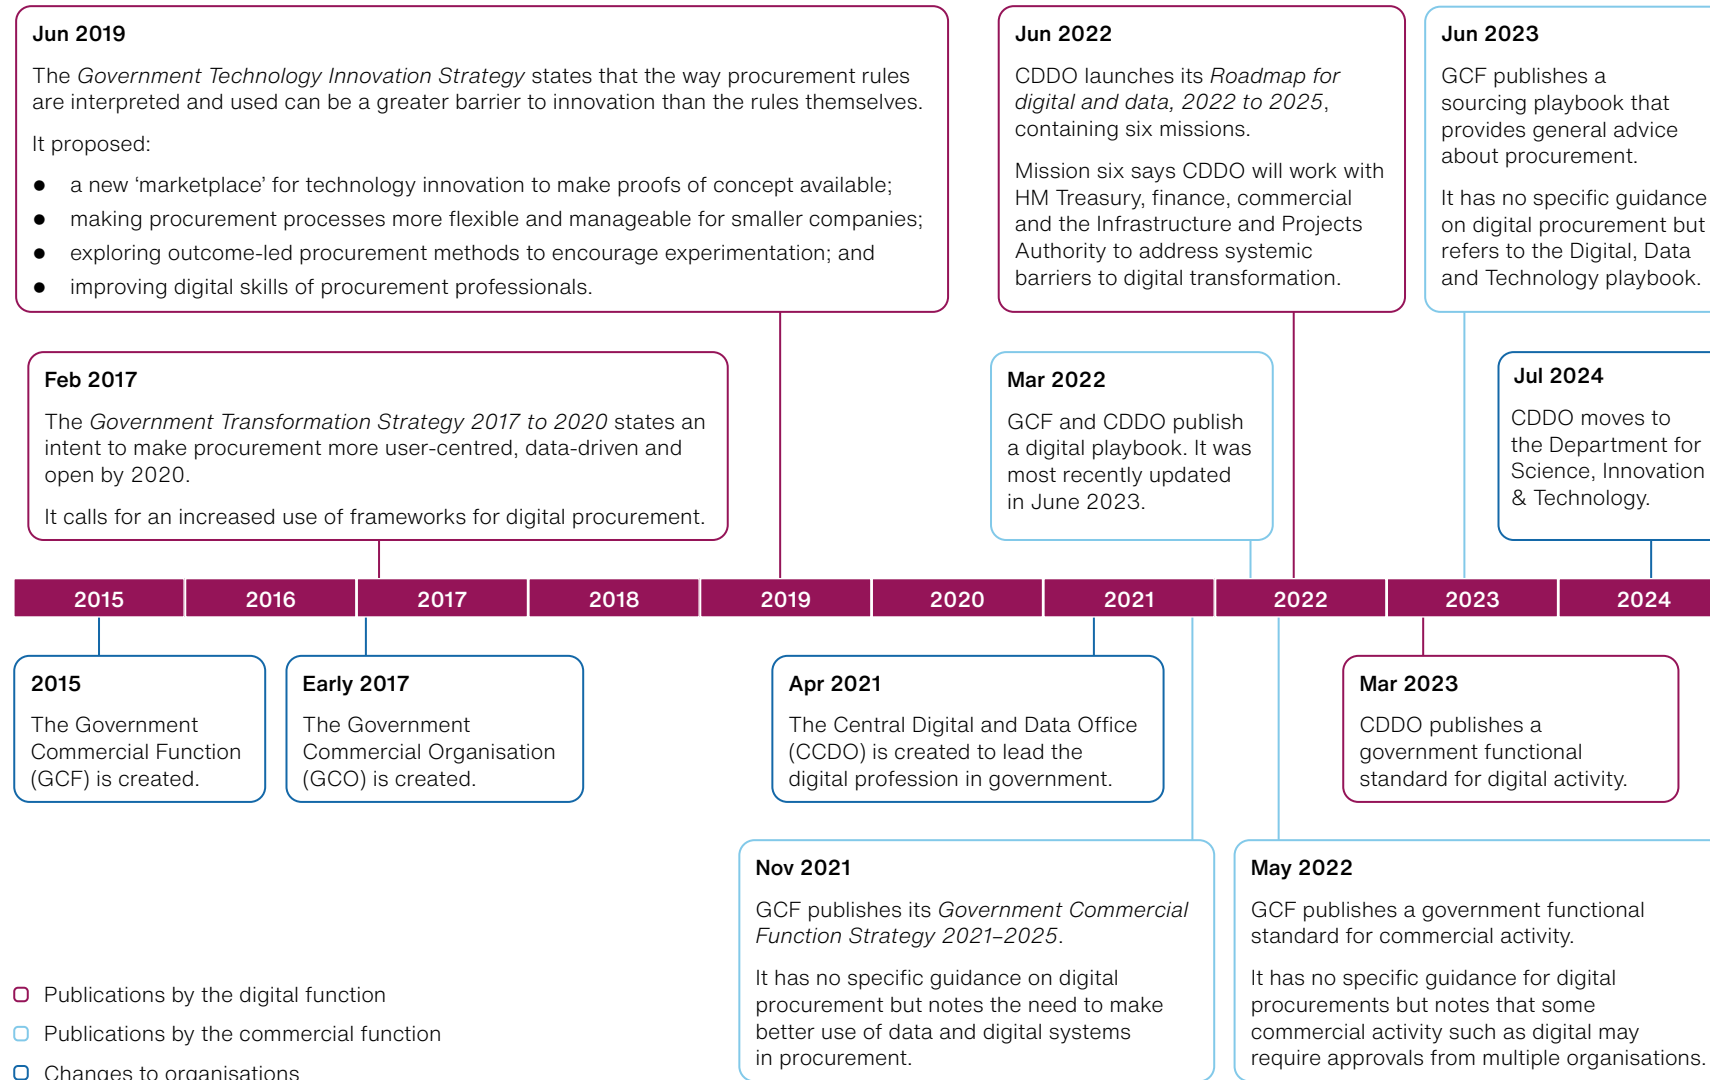 Jun 2019
The Government Technology Innovation Strategy states that the way procurement rules
are interpreted and used can be a greater barrier to innovation than the rules themselves.
It proposed:
● a new ‘marketplace’ for technology innovation to make proofs of concept available;
● making procurement processes more flexible and manageable for smaller companies;
● exploring outcome-led procurement methods to encourage experimentation; and
● improving digital skills of procurement professionals.
Jun 2022
CDDO launches its Roadmap for
digital and data, 2022 to 2025,
containing six missions.
Mission six says CDDO will work with
HM Treasury, finance, commercial
and the Infrastructure and Projects
Authority to address systemic
barriers to digital transformation.
Jun 2023
GCF publishes a
sourcing playbook that
provides general advice
about procurement.
It has no specific guidance
on digital procurement but
refers to the Digital, Data
and Technology playbook.
Feb 2017
The Government Transformation Strategy 2017 to 2020 states an
intent to make procurement more user-centred, data-driven and
open by 2020.
It calls for an increased use of frameworks for digital procurement.
Mar 2022
GCF and CDDO publish
a digital playbook. It was
most recently updated
in June 2023.
Jul 2024
CDDO moves to
the Department for
Science, Innovation
& Technology.
2015 2016 2017 2018 2019 2020 2021 2022 2023 2024
2015
The Government
Commercial Function
(GCF) is created.
Early 2017
The Government
Commercial Organisation
(GCO) is created.
Apr 2021
The Central Digital and Data Office
(CCDO) is created to lead the
digital profession in government.
Mar 2023
CDDO publishes a
government functional
standard for digital activity.
Nov 2021
GCF publishes its Government Commercial
Function Strategy 2021–2025.
It has no specific guidance on digital
procurement but notes the need to make
better use of data and digital systems
in procurement.
May 2022
GCF publishes a government functional
standard for commercial activity.
It has no specific guidance for digital
procurements but notes that some
commercial activity such as digital may
require approvals from multiple organisations.
Publications by the digital function
Publications by the commercial function
Changes to organisations